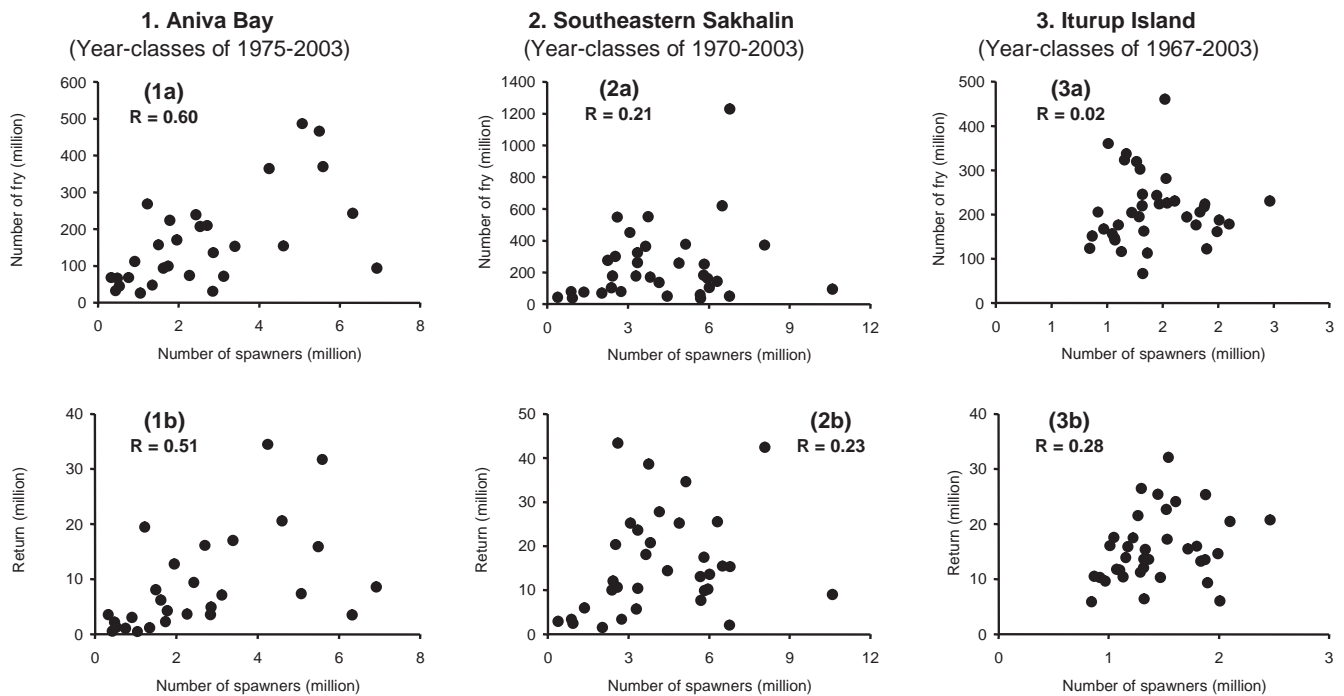 1. Aniva Bay
(Year-classes of 1975-2003)
2. Southeastern Sakhalin
(Year-classes of 1970-2003)
3. Iturup Island
(Year-classes of 1967-2003)
(1a)
R = 0.60
Number of fry (million)
600
500
400
300
200
100
0
0 2 4 6 8
Number of spawners (million)
(2a)
R = 0.21
Number of fry (million)
1400
1200
1000
800
600
400
200
0
0 3 6 9 12
Number of spawners (million)
(3a)
R = 0.02
Number of fry (million)
500
400
300
200
100
0
0 1 1 2 2 3 3
Number of spawners (million)
(1b)
R = 0.51
Return (million)
40
30
20
10
0
0 2 4 6 8
Number of spawners (million)
(2b)
R = 0.23
Return (million)
50
40
30
20
10
0
0 3 6 9 12
Number of spawners (million)
(3b)
R = 0.28
Return (million)
40
30
20
10
0
0 1 2 3
Number of spawners (million)